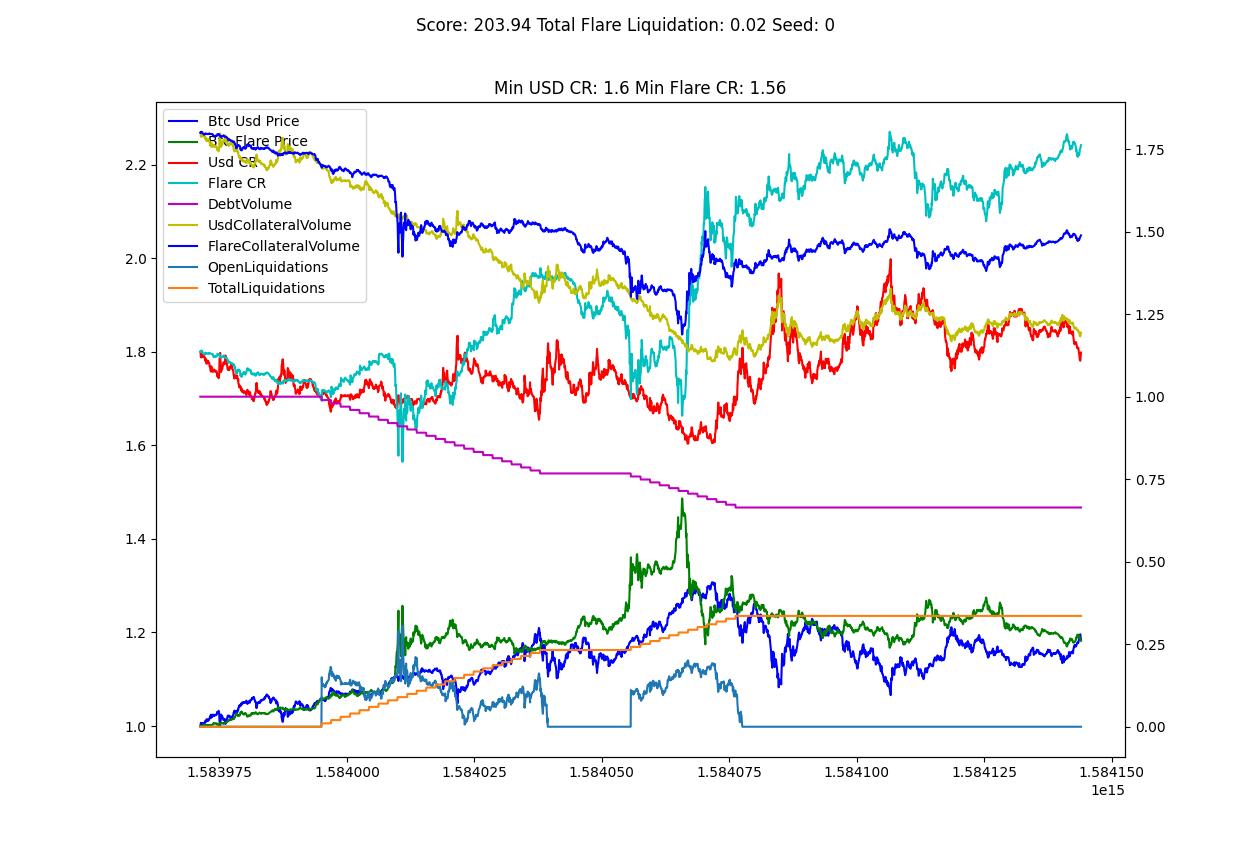 Score: 203.94 Total Flare Liquidation: 0.02 Seed: 0
Min USD CR: 1.6 Min Flare CR: 1.56
Btc Usd Price
Btc Flare Price
Usd CR
Flare CR
DebtVolume
UsdCollateralVolume
FlareCollateralVolume
OpenLiquidations
TotalLiquidations
2.2
2.0
1.8
1.6
1.4
1.2
1.0
1.75
1.50
1.25
1.00
0.75
0.50
0.25
0.00
1.583975 1.584000 1.584025 1.584050 1.584075 1.584100 1.584125 1.584150
1e15